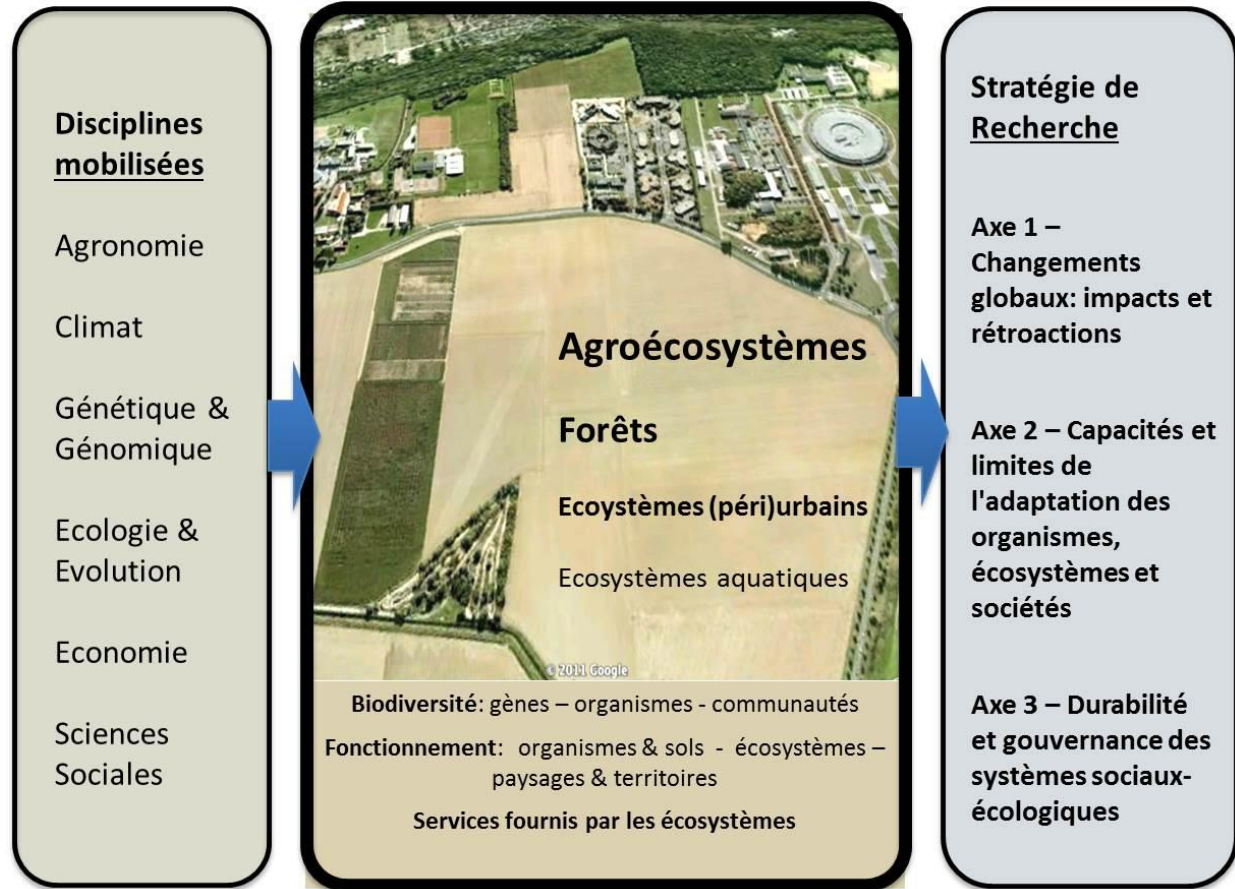 Disciplines
mobilisées
Agronomie
Climat
Génétique &
Génomique
Ecologie &
Evolution
Economie
Sciences
Sociales
Agroécosystèmes
Forêts
Ecoystèmes (péri)urbains
Ecosystèmes aquatiques
© 2011 Google
Biodiversité: gènes – organismes - communautés
Fonctionnement: organismes & sols - écosystèmes –
paysages & territoires
Services fournis par les écosystèmes
Stratégie de
Recherche
Axe 1 –
Changements
globaux: impacts et
rétroactions
Axe 2 – Capacités et
limites de
l'adaptation des
organismes,
écosystèmes et
sociétés
Axe 3 – Durabilité
et gouvernance des
systèmes sociaux-
écologiques